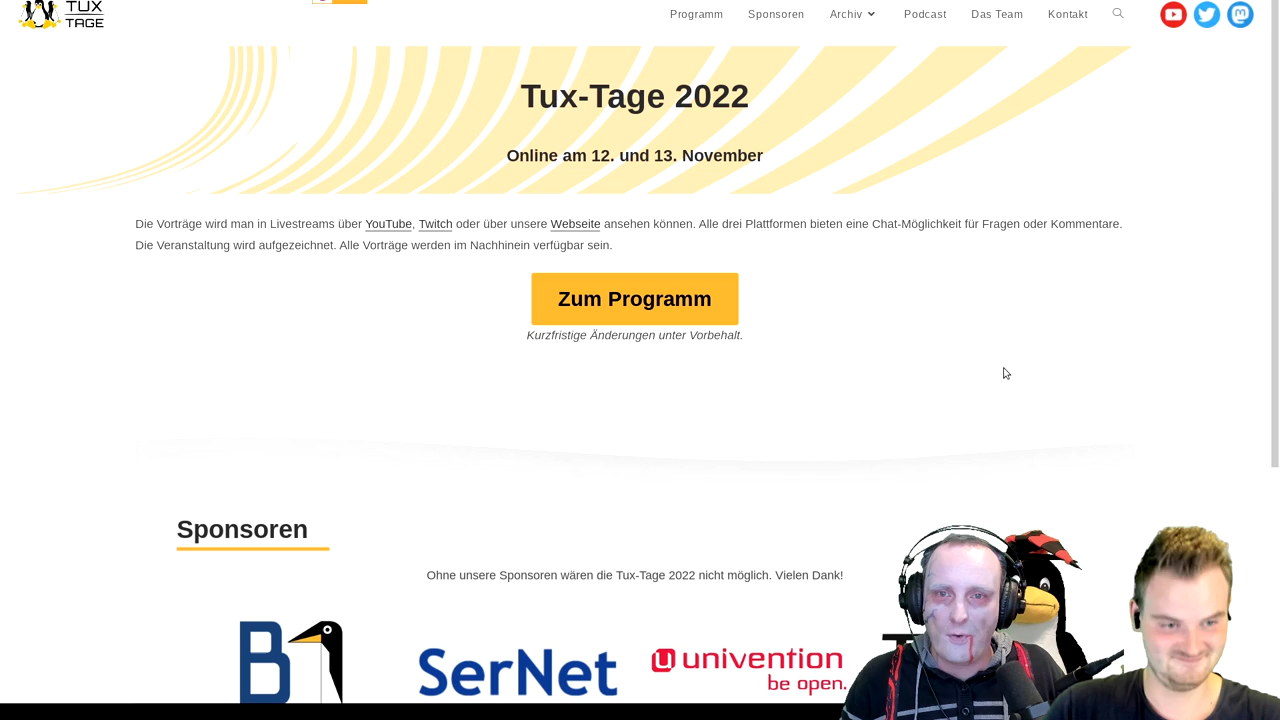 TUX
TAGE
Programm Sponsoren Archiv Podcast Das Team Kontakt
Tux-Tage 2022
Online am 12. und 13. November
Die Vorträge wird man in Livestreams über YouTube, Twitch oder über unsere Webseite ansehen können. Alle drei Plattformen bieten eine Chat-Möglichkeit für Fragen oder Kommentare.
Die Veranstaltung wird aufgezeichnet. Alle Vorträge werden im Nachhinein verfügbar sein.
Zum Programm
Kurzfristige Änderungen unter Vorbehalt.
Sponsoren
Ohne unsere Sponsoren wären die Tux-Tage 2022 nicht möglich. Vielen Dank!
B1
SerNet
univention
be open.